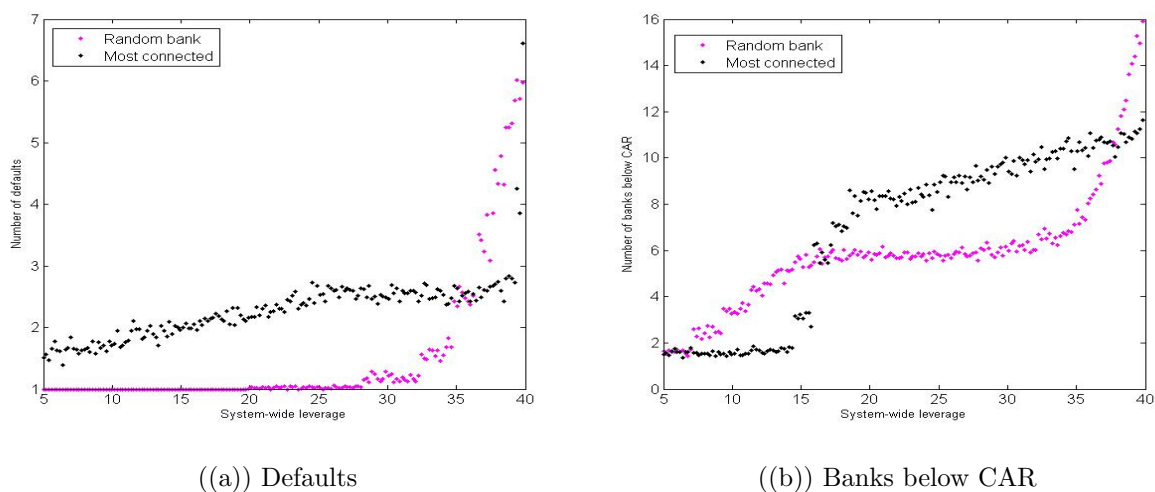 7
6
5
4
3
2
1
Number of defaults
Random bank
Most connected
5 10 15 20 25 30 35 40
System-wide leverage
((a)) Defaults
16
14
12
10
8
6
4
2
0
Number of banks below CAR
Random bank
Most connected
5 10 15 20 25 30 35 40
System-wide leverage
((b)) Banks below CAR